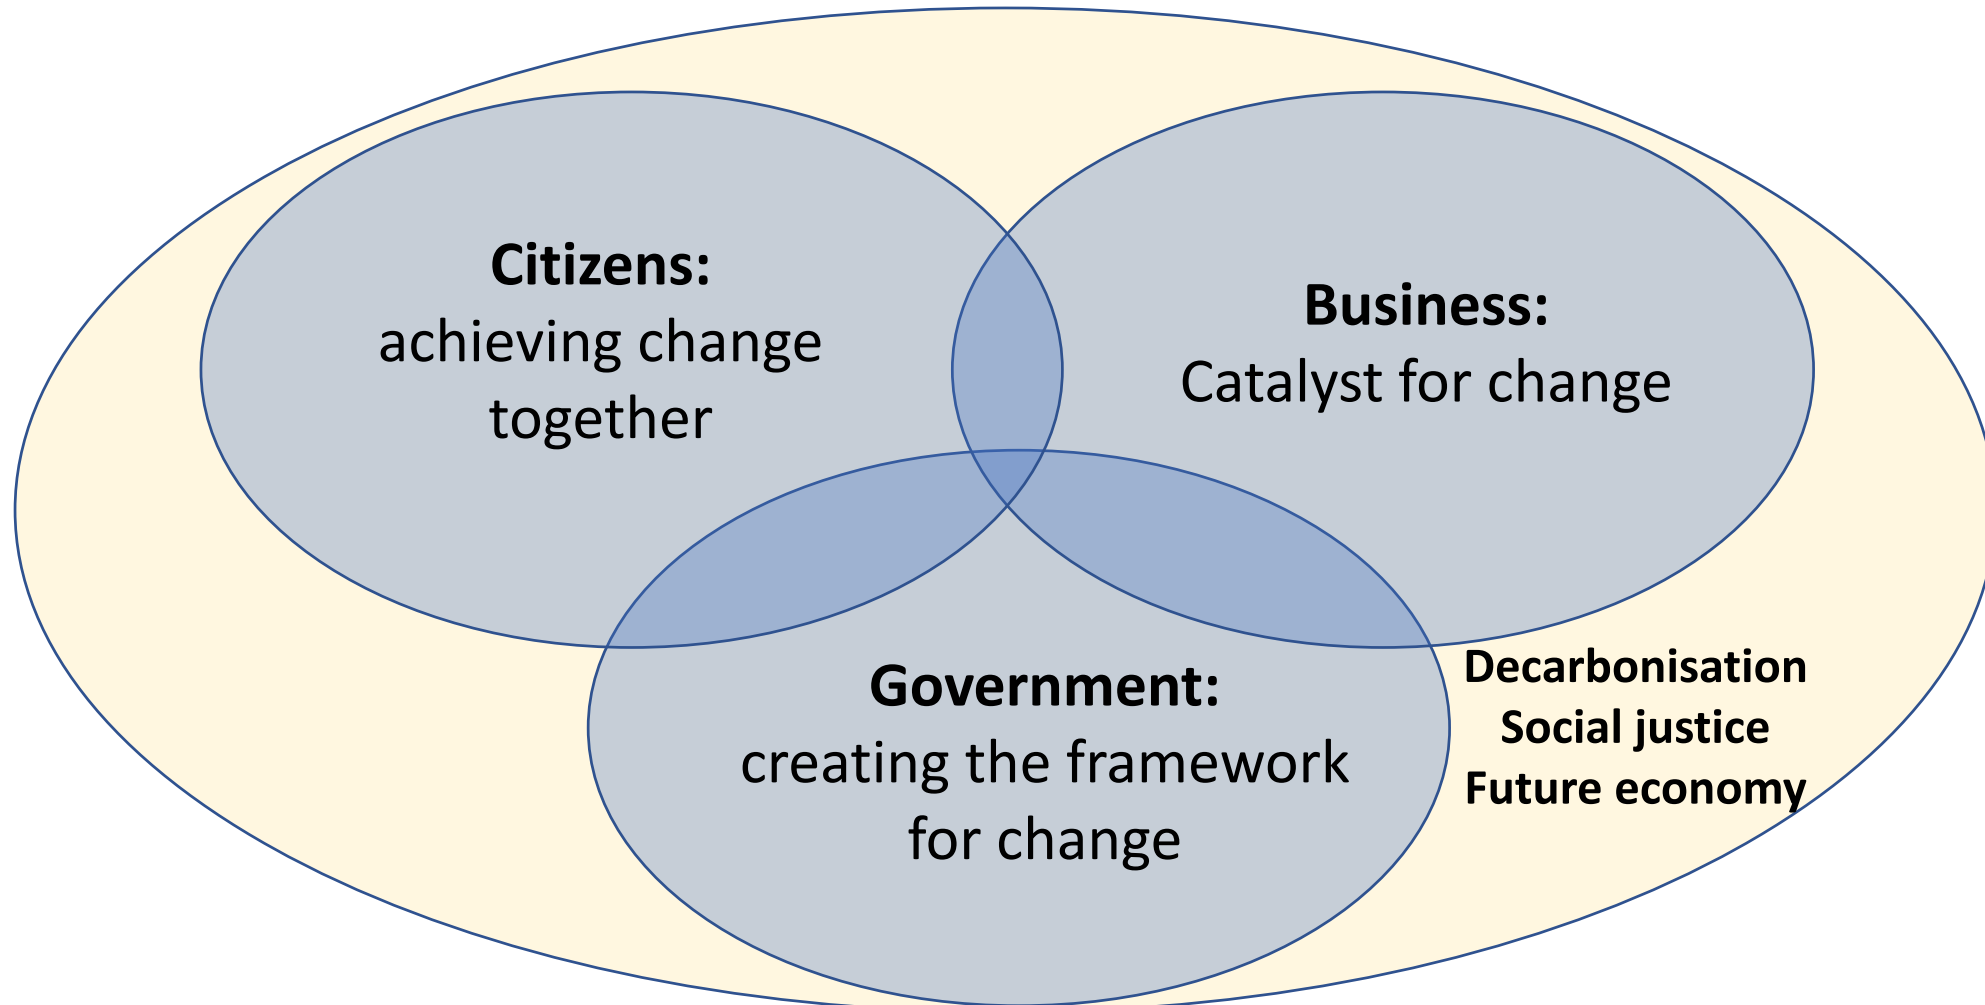 Citizens:
achieving change
together
Business:
Catalyst for change
Government:
creating the framework
for change
Decarbonisation
Social justice
Future economy